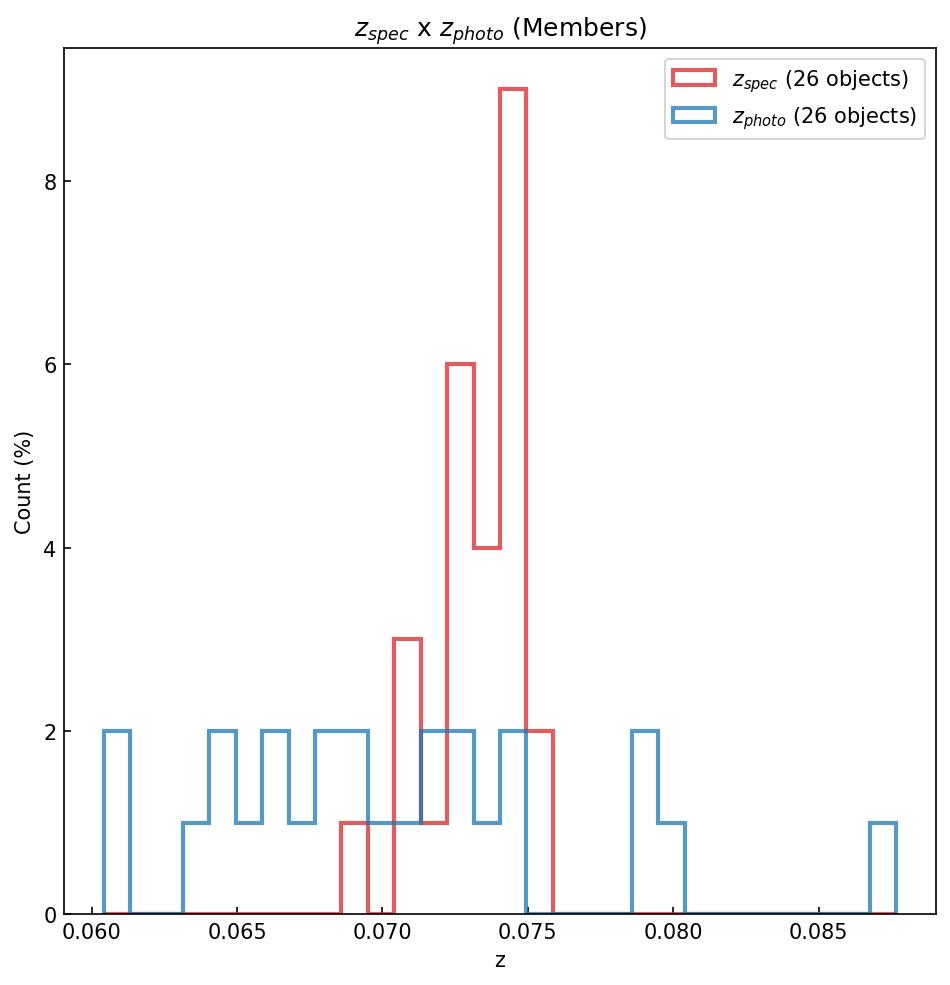 z_spec x z_photo (Members)
z_spec (26 objects)
z_photo (26 objects)
Count (%)
8
6
4
2
0
0.060 0.065 0.070 0.075 0.080 0.085
z